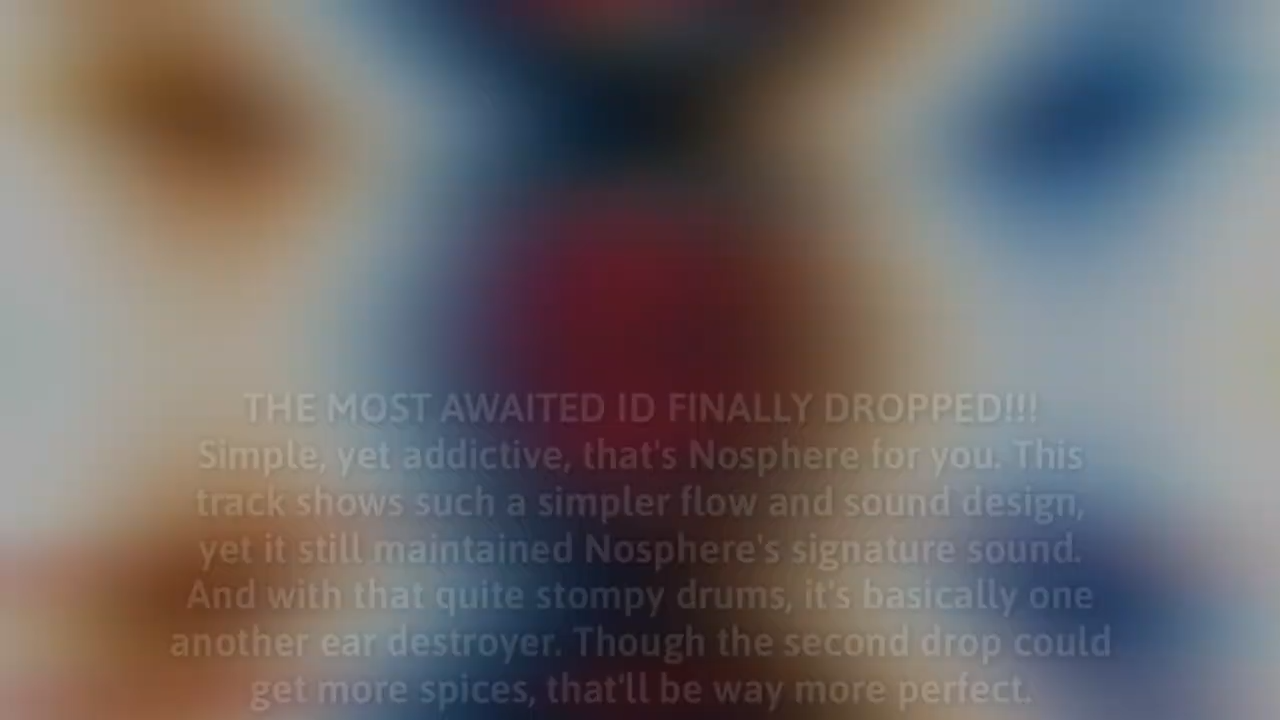 THE MOST AWAITED ID FINALLY DROPPED!!!
Simple, yet addictive, that's Nosphere for you. This
track shows such a simpler flow and sound design,
yet it still maintained Nosphere's signature sound.
And with that quite stompy drums, it's basically one
another ear destroyer. Though the second drop could
get more spices, that'll be way more perfect.